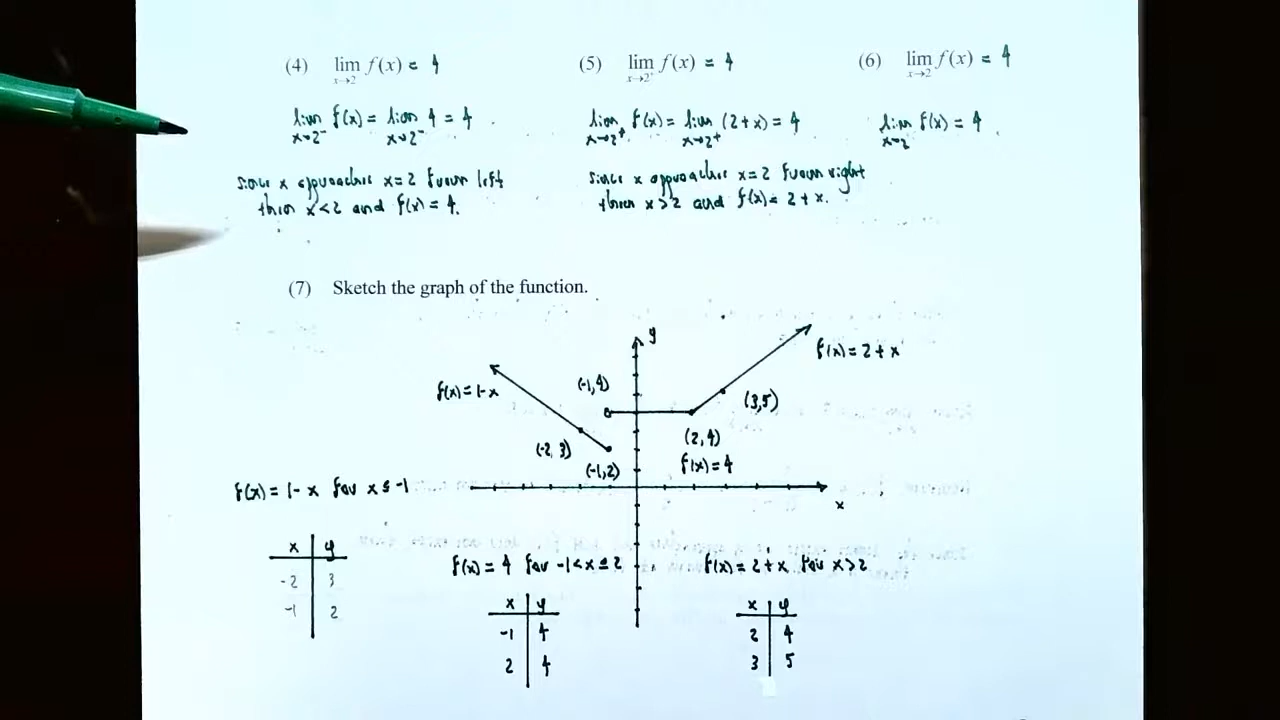 (4) lim f(x) = 4
x→2⁻
(5) lim f(x) = 4
x→2⁺
(6) lim f(x) = 4
x→2
lim f(x) = lim 4 = 4
x→2⁻ x→2⁻
since x approaches x=2 from left
then x<2 and f(x) = 4.
lim f(x) = lim (2+x) = 4
x→2⁺ x→2⁺
since x approaches x=2 from right
then x>2 and f(x) = 2 + x.
lim f(x) = 4
x→2
(7) Sketch the graph of the function.
y
f(x) = 2 + x
f(x) = 1-x
(-1,4)
(3,5)
(-2,3)
(2,4)
(-1,2)
f(x) = 4
x
f(x) = 1- x for x ≤ -1
x y
-2 3
-1 2
f(x) = 4 for -1 < x ≤ 2
x y
-1 4
2 4
f(x) = 2 + x for x > 2
x y
2 4
3 5